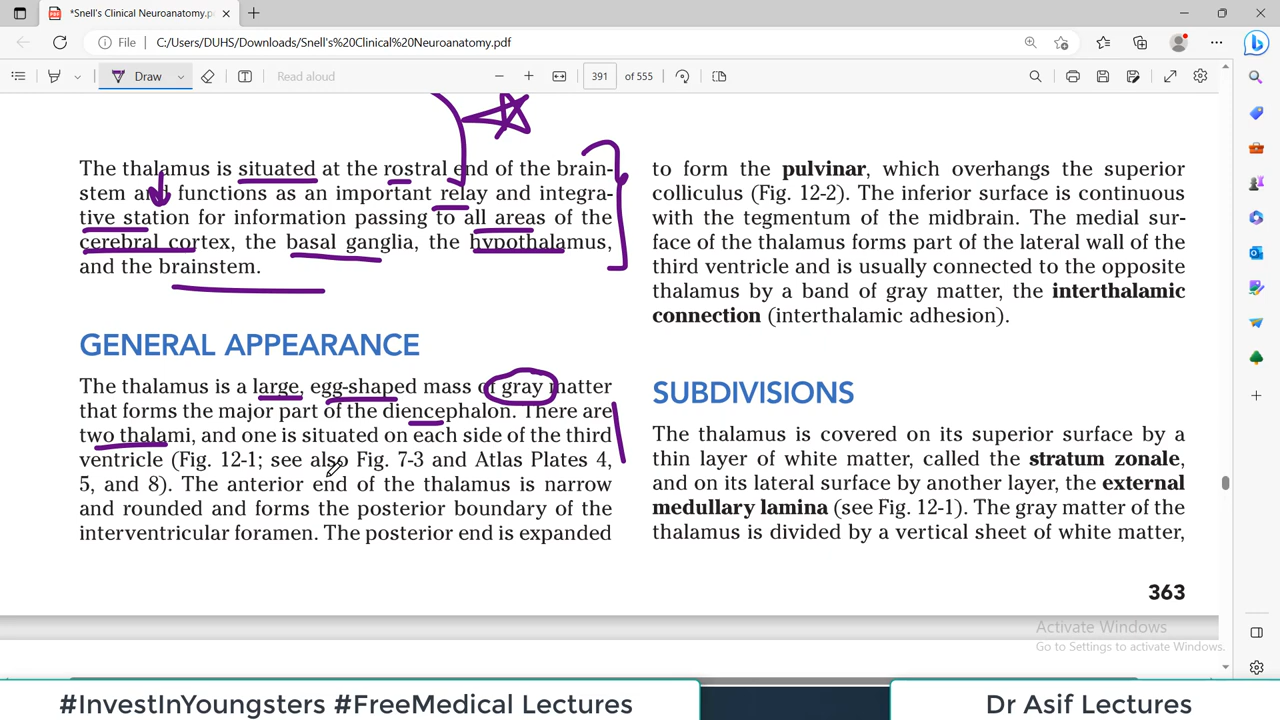 *Snell's Clinical Neuroanatomy.p
File
C:/Users/DUHS/Downloads/Snell's%20Clinical%20Neuroanatomy.pdf
Draw
Read aloud
391
of 555
The thalamus is situated at the rostral end of the brain-
stem and functions as an important relay and integra-
tive station for information passing to all areas of the
cerebral cortex, the basal ganglia, the hypothalamus,
and the brainstem.
GENERAL APPEARANCE
The thalamus is a large, egg-shaped mass of gray matter
that forms the major part of the diencephalon. There are
two thalami, and one is situated on each side of the third
ventricle (Fig. 12-1; see also Fig. 7-3 and Atlas Plates 4,
5, and 8). The anterior end of the thalamus is narrow
and rounded and forms the posterior boundary of the
interventricular foramen. The posterior end is expanded
to form the pulvinar, which overhangs the superior
colliculus (Fig. 12-2). The inferior surface is continuous
with the tegmentum of the midbrain. The medial sur-
face of the thalamus forms part of the lateral wall of the
third ventricle and is usually connected to the opposite
thalamus by a band of gray matter, the interthalamic
connection (interthalamic adhesion).
SUBDIVISIONS
The thalamus is covered on its superior surface by a
thin layer of white matter, called the stratum zonale,
and on its lateral surface by another layer, the external
medullary lamina (see Fig. 12-1). The gray matter of the
thalamus is divided by a vertical sheet of white matter,
363
Activate Windows
Go to Settings to activate Windows.
#InvestInYoungsters #FreeMedical Lectures
Dr Asif Lectures